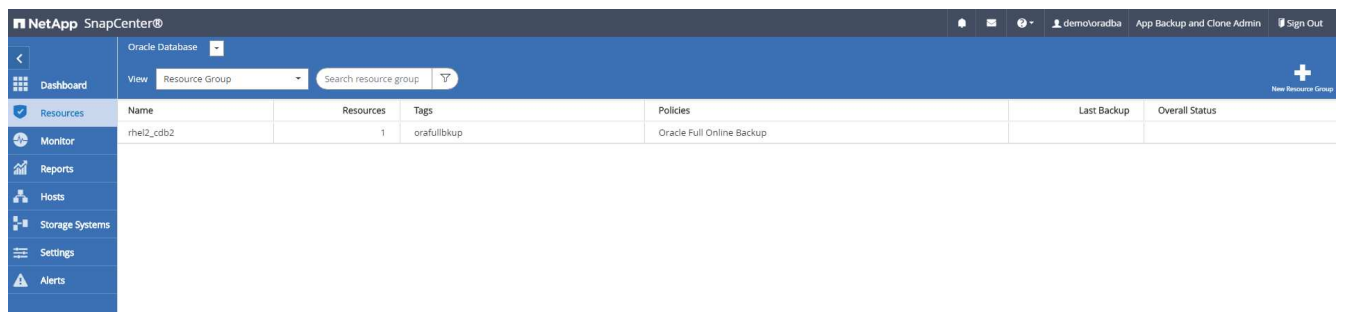 NetApp SnapCenter®
demo\oradba App Backup and Clone Admin Sign Out
Oracle Database
Dashboard
View Resource Group Search resource group
New Resource Group
Resources
Name Resources Tags Policies Last Backup Overall Status
rhel2_cdb2 1 orafullbkup Oracle Full Online Backup
Monitor
Reports
Hosts
Storage Systems
Settings
Alerts